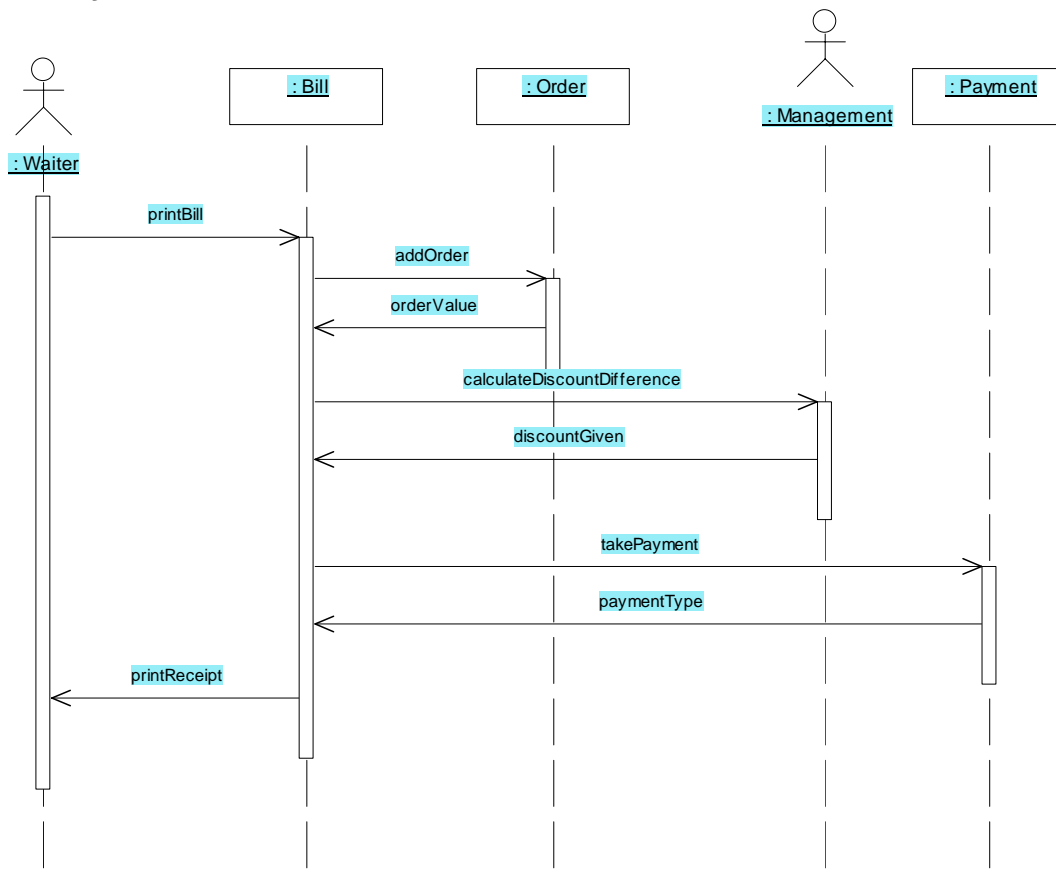 : Waiter
: Bill
: Order
: Management
: Payment
printBill
addOrder
orderValue
calculateDiscountDifference
discountGiven
takePayment
paymentType
printReceipt